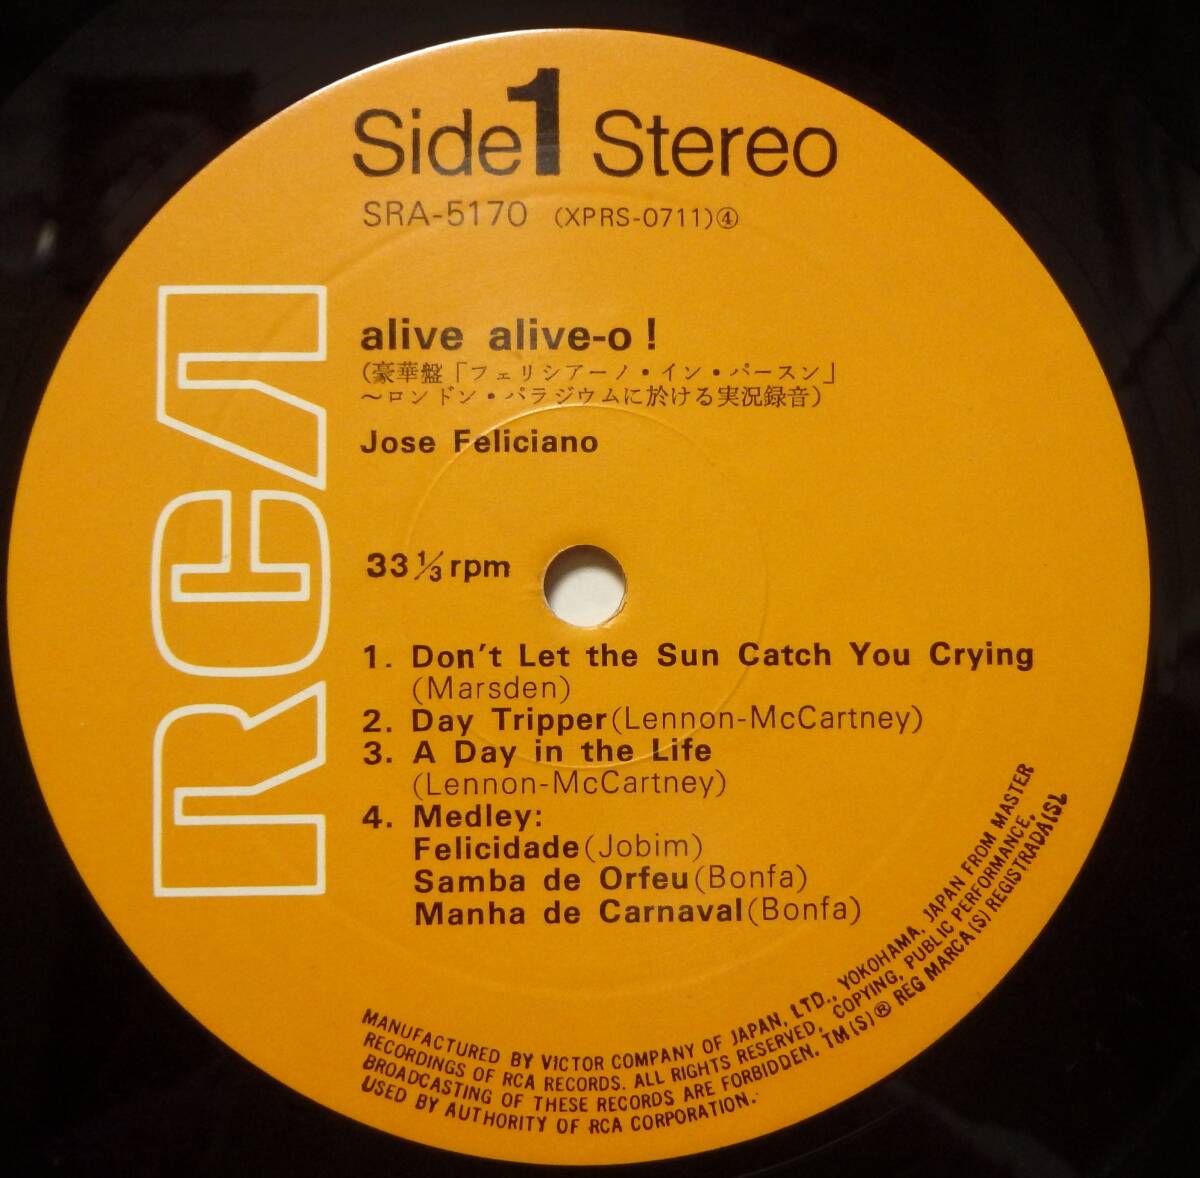 Side 1 Stereo
SRA-5170 (XPRS-0711)④
alive alive-o !
(豪華盤「フェリシアーノ・イン・パースン」
～ロンドン・パラジウムに於ける実況録音)
Jose Feliciano
33 1/3 rpm
RCA
1. Don't Let the Sun Catch You Crying
(Marsden)
2. Day Tripper (Lennon-McCartney)
3. A Day in the Life
(Lennon-McCartney)
4. Medley:
Felicidade (Jobim)
Samba de Orfeu (Bonfa)
Manha de Carnaval (Bonfa)
MANUFACTURED BY VICTOR COMPANY OF JAPAN, LTD., YOKOHAMA, JAPAN FROM MASTER
RECORDINGS OF RCA RECORDS. ALL RIGHTS RESERVED, COPYING, PUBLIC PERFORMANCE,
BROADCASTING OF THESE RECORDS ARE FORBIDDEN. TM(S)® REG MARCA(S) REGISTRADA(S)
USED BY AUTHORITY OF RCA CORPORATION.